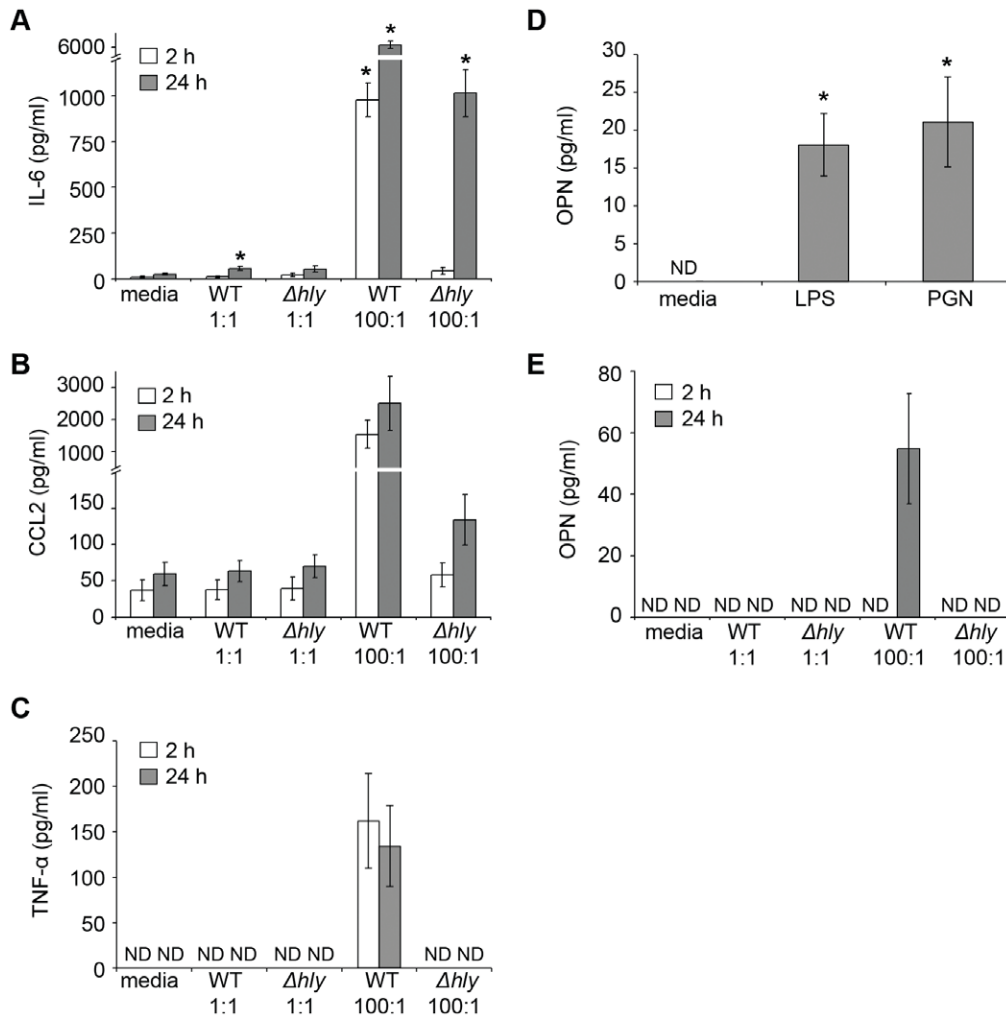 A
IL-6 (pg/ml)
6000
1000
750
500
250
0
2 h
24 h
*
*
*
*
media
WT
1:1
Δhly
1:1
WT
100:1
Δhly
100:1
B
CCL2 (pg/ml)
3000
2000
1000
150
100
50
0
2 h
24 h
media
WT
1:1
Δhly
1:1
WT
100:1
Δhly
100:1
C
TNF-α (pg/ml)
250
200
150
100
50
0
2 h
24 h
ND ND ND ND ND ND ND ND
media
WT
1:1
Δhly
1:1
WT
100:1
Δhly
100:1
D
OPN (pg/ml)
30
25
20
15
10
5
0
ND
*
*
media LPS PGN
E
OPN (pg/ml)
80
60
40
20
0
2 h
24 h
ND ND ND ND ND ND ND ND ND
media
WT
1:1
Δhly
1:1
WT
100:1
Δhly
100:1